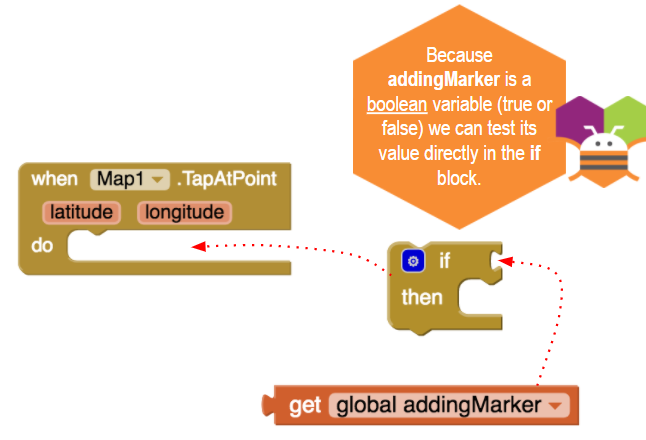 Because
addingMarker is a
boolean variable (true or
false) we can test its
value directly in the if
block.
when Map1 .TapAtPoint
latitude longitude
do
if
then
get global addingMarker